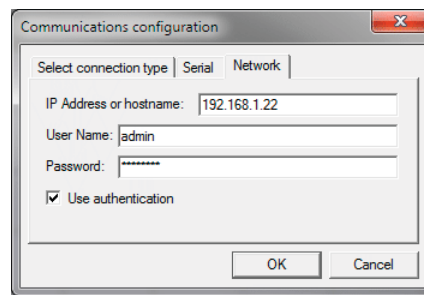 Communications configuration
Select connection type Serial Network
IP Address or hostname: 192.168.1.22
User Name: admin
Password: ********
Use authentication
OK Cancel